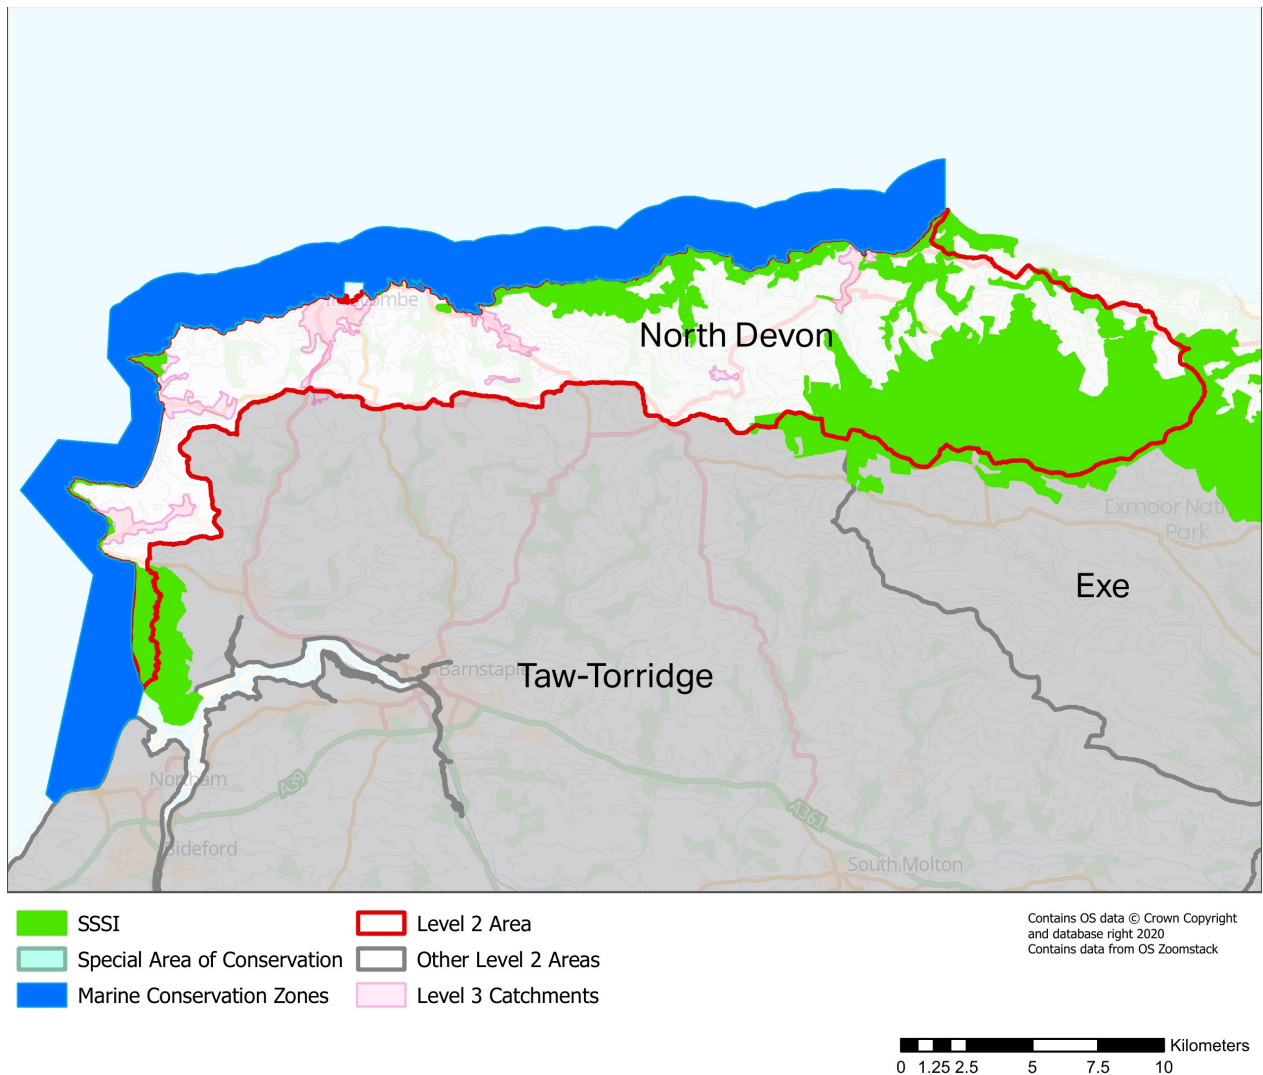 North Devon
Exmoor Nati
Park
Exe
Barnstaple
Taw-Torridge
Northam
A39
A361
Bideford
South Molton
SSSI
Special Area of Conservation
Marine Conservation Zones
Level 2 Area
Other Level 2 Areas
Level 3 Catchments
Contains OS data © Crown Copyright
and database right 2020
Contains data from OS Zoomstack
Kilometers
0 1.25 2.5 5 7.5 10